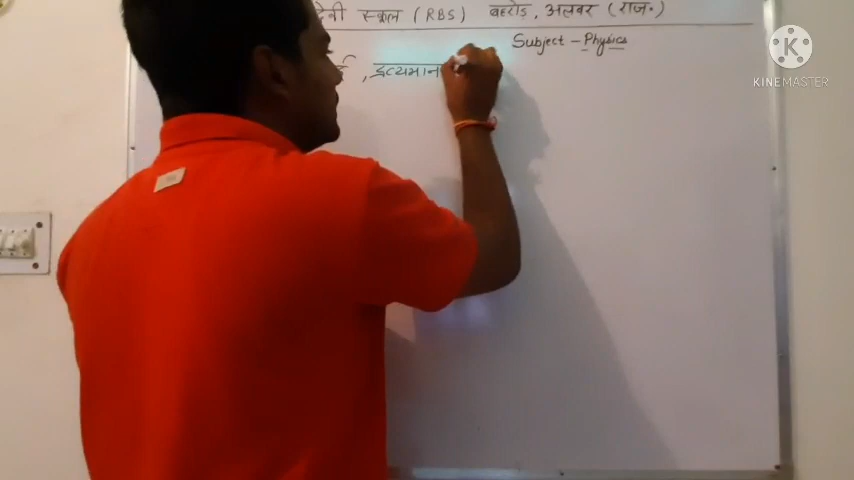 स्कूल (RBS) बहरोड़, अलवर (राज॰)
Subject - Physics
, द्रव्यमान
KINEMASTER